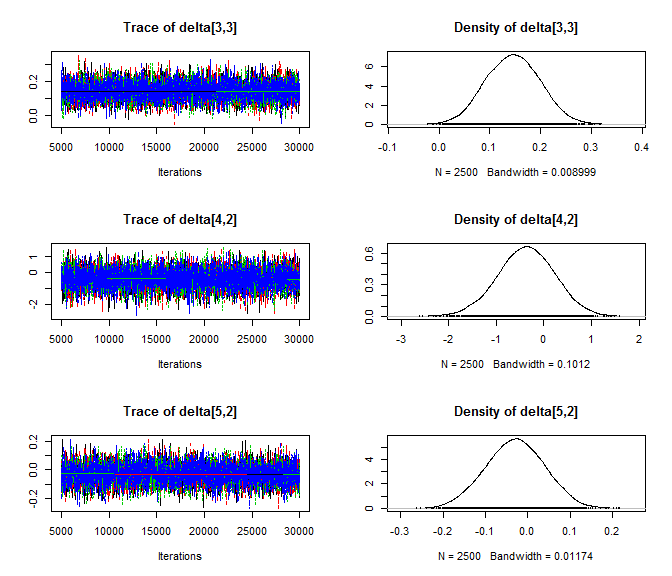 Trace of delta[3,3]
0.2
0.0
5000 10000 15000 20000 25000 30000
Iterations
Density of delta[3,3]
6
4
2
0
-0.1 0.0 0.1 0.2 0.3 0.4
N = 2500 Bandwidth = 0.008999
Trace of delta[4,2]
1
0
-2
5000 10000 15000 20000 25000 30000
Iterations
Density of delta[4,2]
0.6
0.3
0.0
-3 -2 -1 0 1 2
N = 2500 Bandwidth = 0.1012
Trace of delta[5,2]
0.2
0.0
-0.2
5000 10000 15000 20000 25000 30000
Iterations
Density of delta[5,2]
4
2
0
-0.3 -0.2 -0.1 0.0 0.1 0.2
N = 2500 Bandwidth = 0.01174